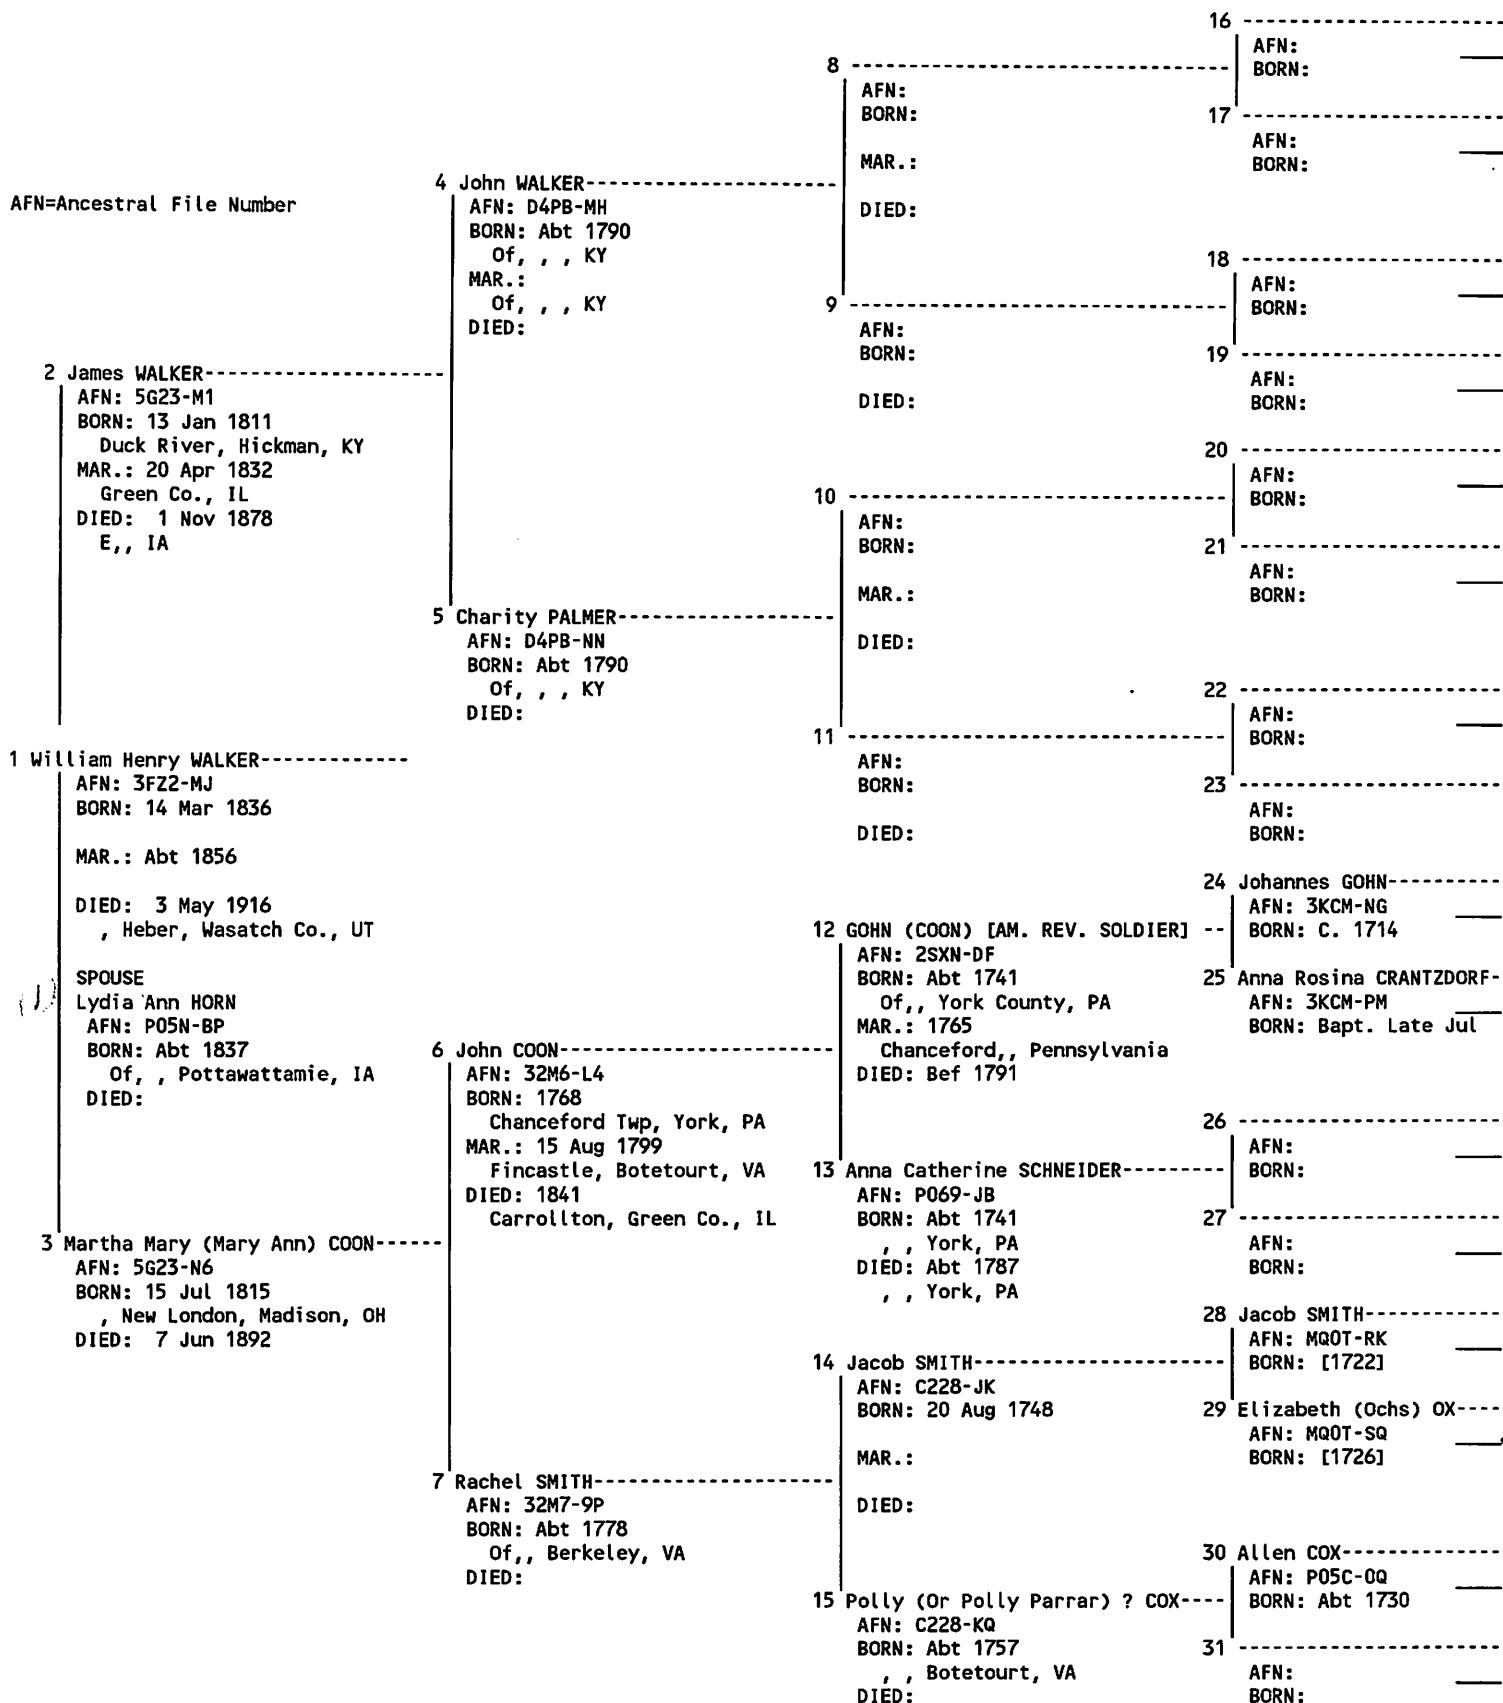 AFN=Ancestral File Number
1 William Henry WALKER-------------
AFN: 3FZ2-MJ
BORN: 14 Mar 1836
MAR.: Abt 1856
DIED: 3 May 1916
, Heber, Wasatch Co., UT
SPOUSE
(1) Lydia Ann HORN
AFN: P05N-BP
BORN: Abt 1837
Of, , Pottawattamie, IA
DIED:
2 James WALKER---------------------
AFN: 5G23-M1
BORN: 13 Jan 1811
Duck River, Hickman, KY
MAR.: 20 Apr 1832
Green Co., IL
DIED: 1 Nov 1878
E,, IA
3 Martha Mary (Mary Ann) COON------
AFN: 5G23-N6
BORN: 15 Jul 1815
, New London, Madison, OH
DIED: 7 Jun 1892
4 John WALKER----------------------
AFN: D4PB-MH
BORN: Abt 1790
Of, , , KY
MAR.:
Of, , , KY
DIED:
5 Charity PALMER-------------------
AFN: D4PB-NN
BORN: Abt 1790
Of, , , KY
DIED:
6 John COON------------------------
AFN: 32M6-L4
BORN: 1768
Chanceford Twp, York, PA
MAR.: 15 Aug 1799
Fincastle, Botetourt, VA
DIED: 1841
Carrollton, Green Co., IL
7 Rachel SMITH---------------------
AFN: 32M7-9P
BORN: Abt 1778
Of,, Berkeley, VA
DIED:
8 ---------------------------------
AFN:
BORN:
MAR.:
DIED:
9 ---------------------------------
AFN:
BORN:
DIED:
10 ---------------------------------
AFN:
BORN:
MAR.:
DIED:
11 ---------------------------------
AFN:
BORN:
DIED:
12 GOHN (COON) [AM. REV. SOLDIER] --
AFN: 2SXN-DF
BORN: Abt 1741
Of,, York County, PA
MAR.: 1765
Chanceford,, Pennsylvania
DIED: Bef 1791
13 Anna Catherine SCHNEIDER---------
AFN: P069-JB
BORN: Abt 1741
, , York, PA
DIED: Abt 1787
, , York, PA
14 Jacob SMITH----------------------
AFN: C228-JK
BORN: 20 Aug 1748
MAR.:
DIED:
15 Polly (Or Polly Parrar) ? COX----
AFN: C228-KQ
BORN: Abt 1757
, , Botetourt, VA
DIED:
16 -----------------------
AFN:
BORN:
17 -----------------------
AFN:
BORN:
18 -----------------------
AFN:
BORN:
19 -----------------------
AFN:
BORN:
20 -----------------------
AFN:
BORN:
21 -----------------------
AFN:
BORN:
22 -----------------------
AFN:
BORN:
23 -----------------------
AFN:
BORN:
24 Johannes GOHN----------
AFN: 3KCM-NG
BORN: C. 1714
25 Anna Rosina CRANTZDORF-
AFN: 3KCM-PM
BORN: Bapt. Late Jul
26 -----------------------
AFN:
BORN:
27 -----------------------
AFN:
BORN:
28 Jacob SMITH------------
AFN: MQ0T-RK
BORN: [1722]
29 Elizabeth (Ochs) OX----
AFN: MQ0T-SQ
BORN: [1726]
30 Allen COX--------------
AFN: P05C-0Q
BORN: Abt 1730
31 -----------------------
AFN:
BORN: